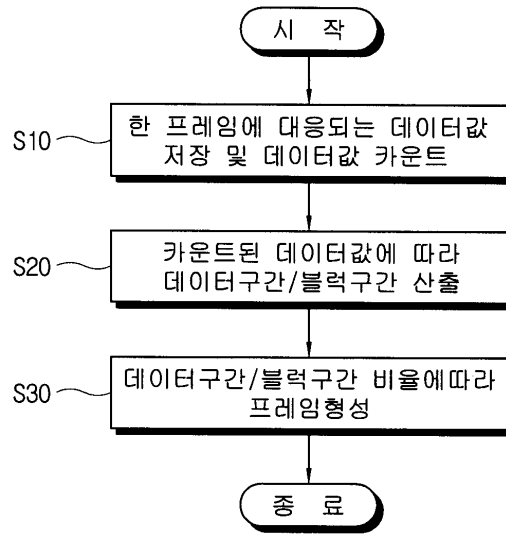 시 작
S10
한 프레임에 대응되는 데이터값
저장 및 데이터값 카운트
S20
카운트된 데이터값에 따라
데이터구간/블럭구간 산출
S30
데이터구간/블럭구간 비율에따라
프레임형성
종 료